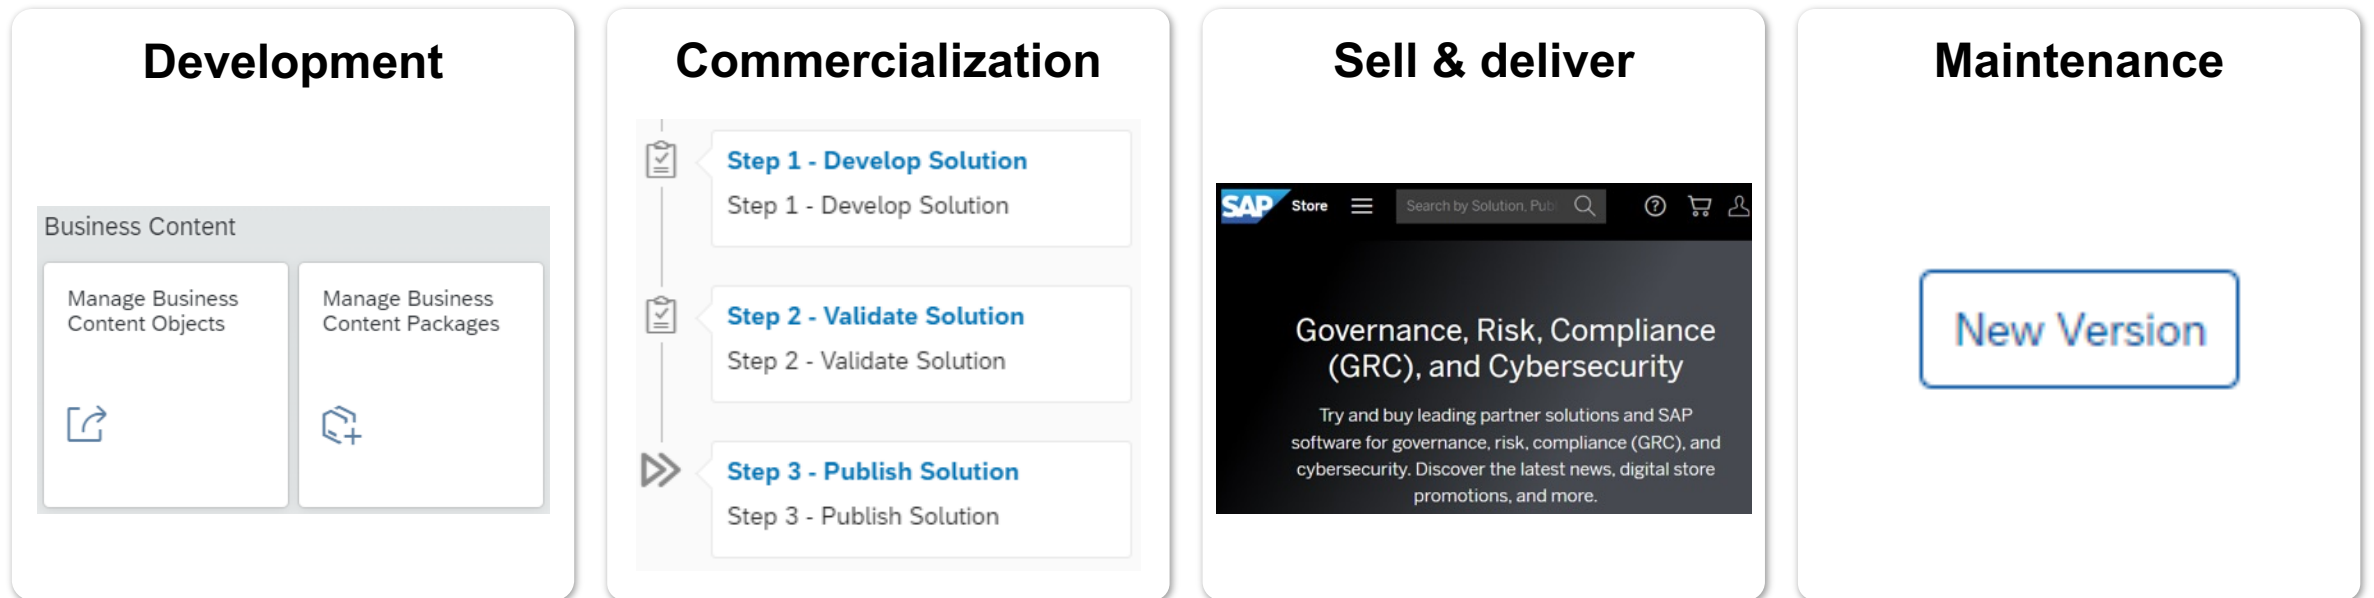 Development
Business Content
Manage Business
Content Objects
Manage Business
Content Packages
Commercialization
Step 1 - Develop Solution
Step 1 - Develop Solution
Step 2 - Validate Solution
Step 2 - Validate Solution
Step 3 - Publish Solution
Step 3 - Publish Solution
Sell & deliver
SAP Store Search by Solution, Pub
Governance, Risk, Compliance
(GRC), and Cybersecurity
Try and buy leading partner solutions and SAP
software for governance, risk, compliance (GRC), and
cybersecurity. Discover the latest news, digital store
promotions, and more.
Maintenance
New Version